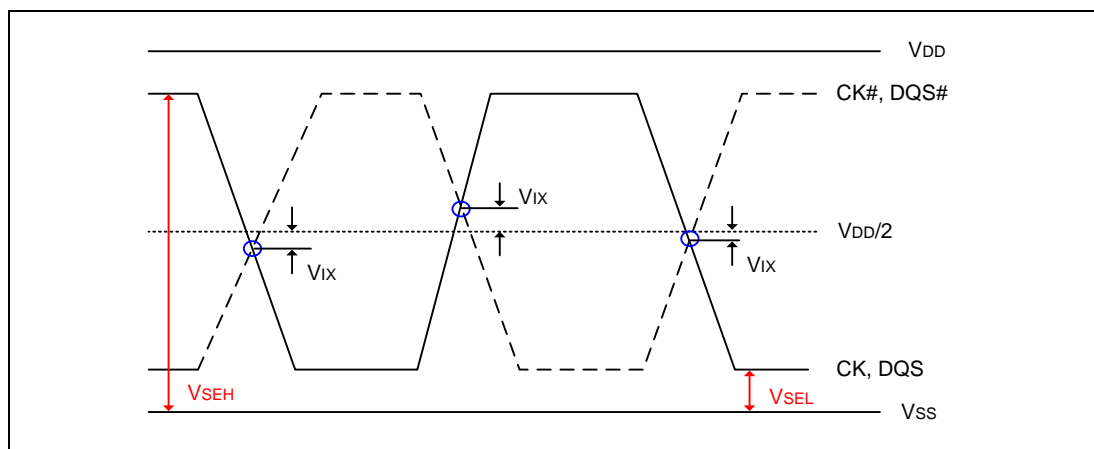 VDD
CK#, DQS#
VIX
VDD/2
VIX
VIX
CK, DQS
VSEH
VSEL
VSS